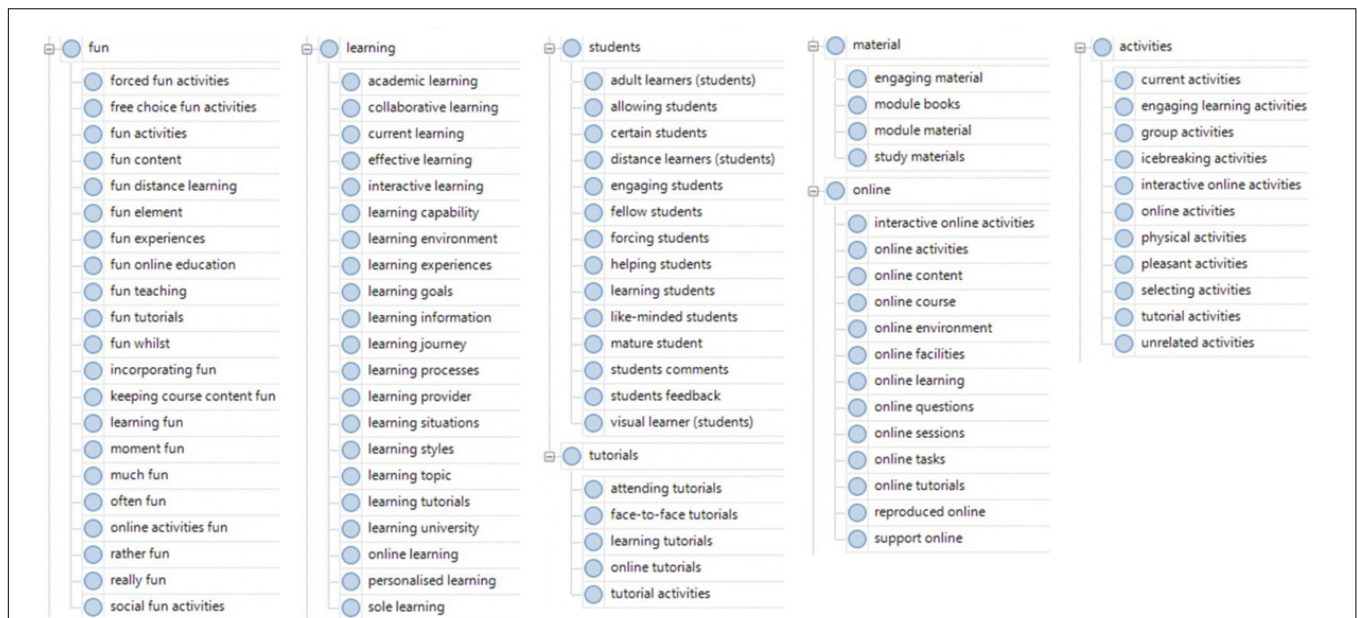 fun
forced fun activities
free choice fun activities
fun activities
fun content
fun distance learning
fun element
fun experiences
fun online education
fun teaching
fun tutorials
fun whilst
incorporating fun
keeping course content fun
learning fun
moment fun
much fun
often fun
online activities fun
rather fun
really fun
social fun activities
learning
academic learning
collaborative learning
current learning
effective learning
interactive learning
learning capability
learning environment
learning experiences
learning goals
learning information
learning journey
learning processes
learning provider
learning situations
learning styles
learning topic
learning tutorials
learning university
online learning
personalised learning
sole learning
students
adult learners (students)
allowing students
certain students
distance learners (students)
engaging students
fellow students
forcing students
helping students
learning students
like-minded students
mature student
students comments
students feedback
visual learner (students)
tutorials
attending tutorials
face-to-face tutorials
learning tutorials
online tutorials
tutorial activities
material
engaging material
module books
module material
study materials
online
interactive online activities
online activities
online content
online course
online environment
online facilities
online learning
online questions
online sessions
online tasks
online tutorials
reproduced online
support online
activities
current activities
engaging learning activities
group activities
icebreaking activities
interactive online activities
online activities
physical activities
pleasant activities
selecting activities
tutorial activities
unrelated activities